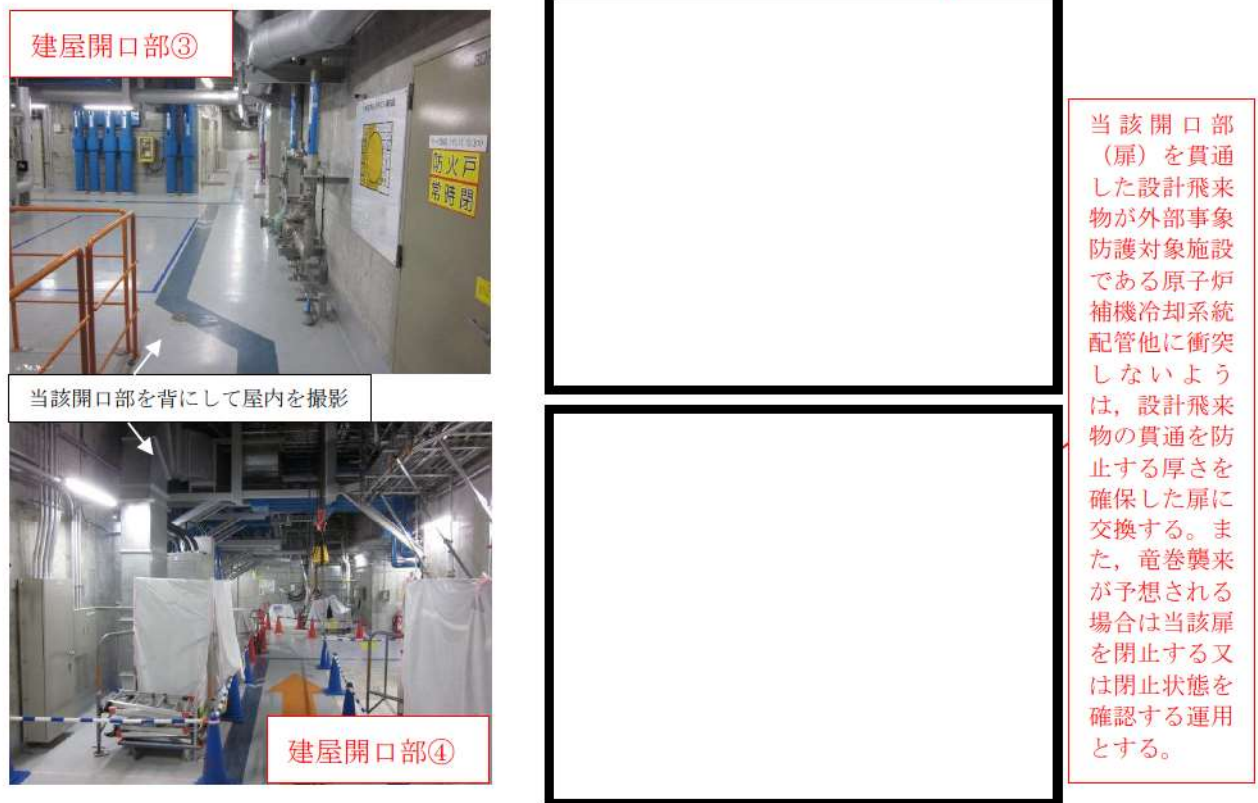 建屋開口部③
防火戸
常時閉
当該開口部を背にして屋内を撮影
建屋開口部④
当該開口部
（扉）を貫通
した設計飛来
物が外部事象
防護対象施設
である原子炉
補機冷却系統
配管他に衝突
しないよう
は，設計飛来
物の貫通を防
止する厚さを
確保した扉に
交換する。ま
た，竜巻襲来
が予想される
場合は当該扉
を閉止する又
は閉止状態を
確認する運用
とする。